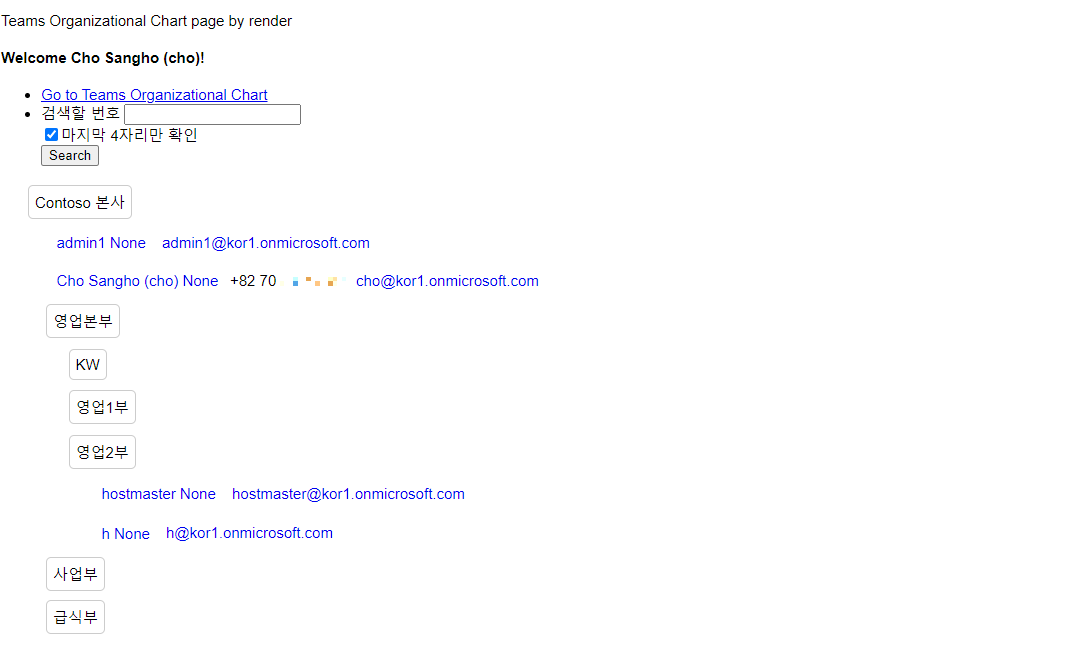 Teams Organizational Chart page by render
Welcome Cho Sangho (cho)!
Go to Teams Organizational Chart
검색할 번호
마지막 4자리만 확인
Search
Contoso 본사
admin1 None admin1@kor1.onmicrosoft.com
Cho Sangho (cho) None +82 70 cho@kor1.onmicrosoft.com
영업본부
KW
영업1부
영업2부
hostmaster None hostmaster@kor1.onmicrosoft.com
h None h@kor1.onmicrosoft.com
사업부
급식부